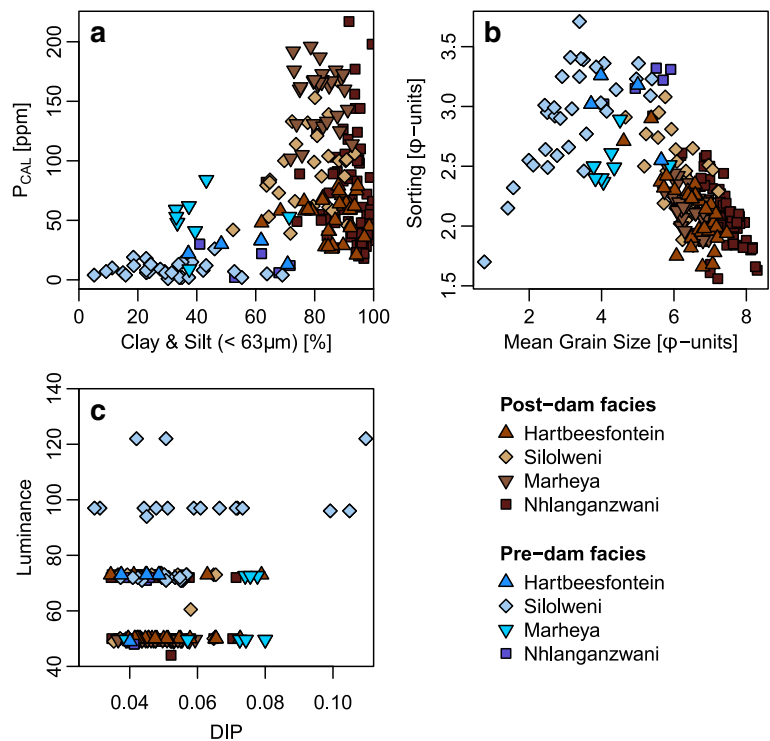 a
P_CAL [ppm]
0 50 100 150 200
0 20 40 60 80 100
Clay & Silt (< 63μm) [%]
b
Sorting [φ−units]
1.5 2.0 2.5 3.0 3.5
2 4 6 8
Mean Grain Size [φ−units]
c
Luminance
40 60 80 100 120 140
0.04 0.06 0.08 0.10
DIP
Post−dam facies
Hartbeesfontein
Silolweni
Marheya
Nhlanganzwani
Pre−dam facies
Hartbeesfontein
Silolweni
Marheya
Nhlanganzwani